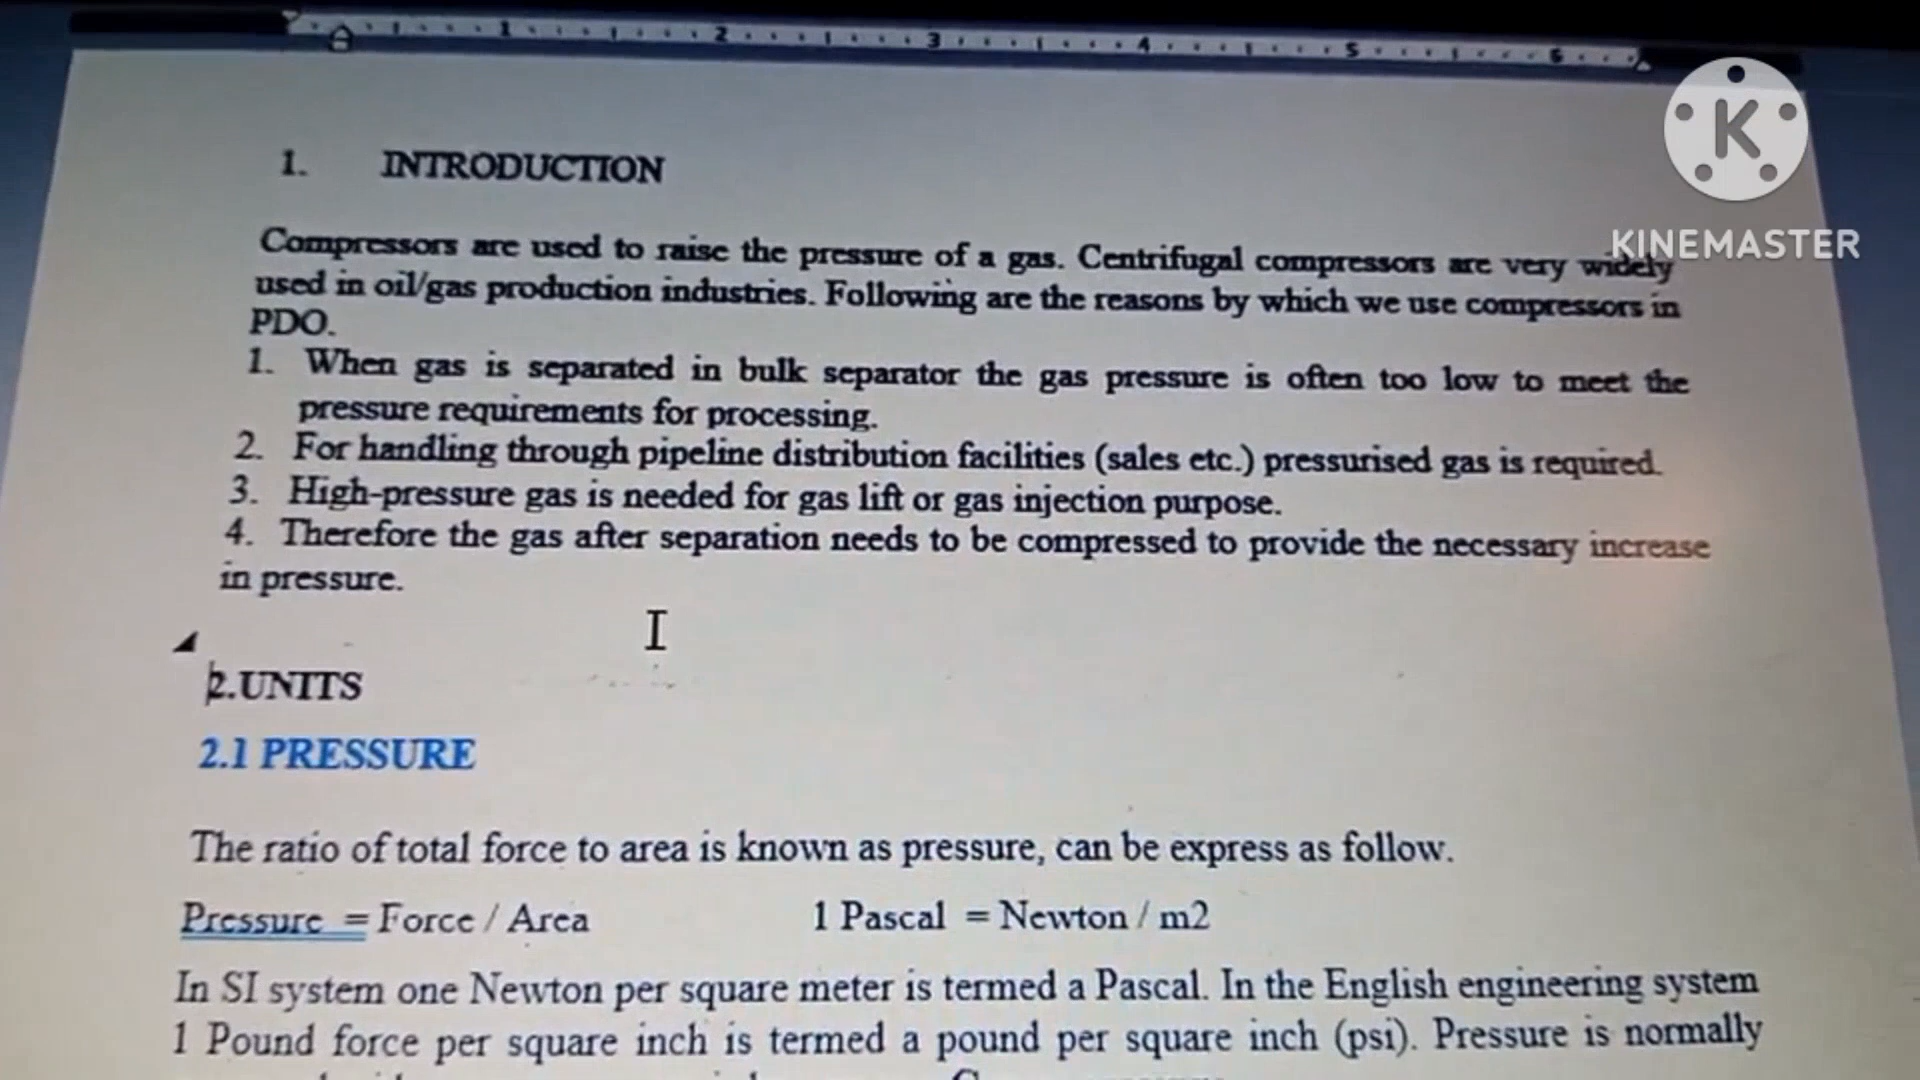 1 2 3 4 5 6
K
KINEMASTER
1. INTRODUCTION
Compressors are used to raise the pressure of a gas. Centrifugal compressors are very widely
used in oil/gas production industries. Following are the reasons by which we use compressors in
PDO.
1. When gas is separated in bulk separator the gas pressure is often too low to meet the
pressure requirements for processing.
2. For handling through pipeline distribution facilities (sales etc.) pressurised gas is required.
3. High-pressure gas is needed for gas lift or gas injection purpose.
4. Therefore the gas after separation needs to be compressed to provide the necessary increase
in pressure.
2.UNITS
2.1 PRESSURE
The ratio of total force to area is known as pressure, can be express as follow.
Pressure = Force / Area 1 Pascal = Newton / m2
In SI system one Newton per square meter is termed a Pascal. In the English engineering system
1 Pound force per square inch is termed a pound per square inch (psi). Pressure is normally